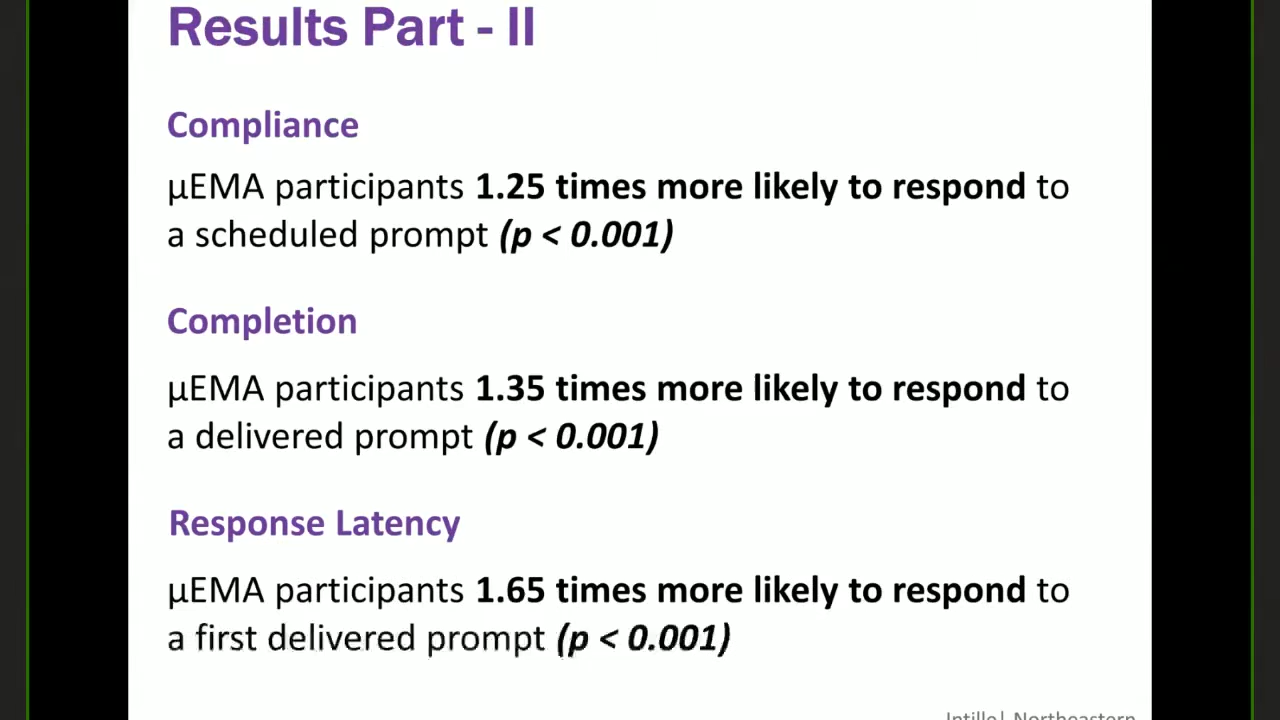 Results Part - II
Compliance
µEMA participants 1.25 times more likely to respond to
a scheduled prompt (p < 0.001)
Completion
µEMA participants 1.35 times more likely to respond to
a delivered prompt (p < 0.001)
Response Latency
µEMA participants 1.65 times more likely to respond to
a first delivered prompt (p < 0.001)
Intille| Northeastern